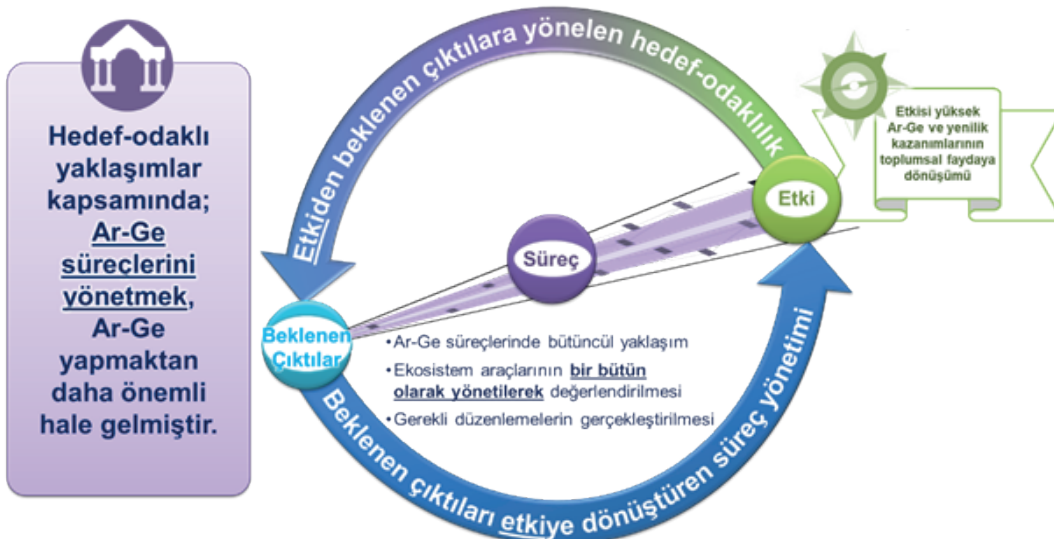 Hedef-odaklı
yaklaşımlar
kapsamında;
Ar-Ge
süreçlerini
yönetmek,
Ar-Ge
yapmaktan
daha önemli
hale gelmiştir.
Etkiden beklenen çıktılara yönelen hedef-odaklılık
Etkisi yüksek
Ar-Ge ve yenilik
kazanımlarının
toplumsal faydaya
dönüşümü
Etki
Süreç
Beklenen
Çıktılar
•Ar-Ge süreçlerinde bütüncül yaklaşım
•Ekosistem araçlarının bir bütün
olarak yönetilerek değerlendirilmesi
•Gerekli düzenlemelerin gerçekleştirilmesi
Beklenen çıktıları etkiye dönüştüren süreç yönetimi